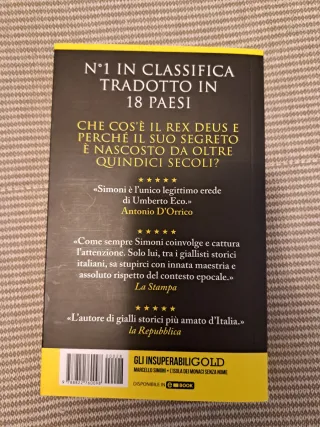 N°1 IN CLASSIFICA
TRADOTTO IN
18 PAESI
CHE COS'È IL REX DEUS E
PERCHÉ IL SUO SEGRETO
È NASCOSTO DA OLTRE
QUINDICI SECOLI?
«Simoni è l'unico legittimo erede
di Umberto Eco.»
Antonio D'Orrico
«Come sempre Simoni coinvolge e cattura
l'attenzione. Solo lui, tra i giallisti storici
italiani, sa stupirci con innata maestria e
assoluto rispetto del contesto epocale.»
La Stampa
«L'autore di gialli storici più amato d'Italia.»
la Repubblica
GLI INSUPERABILI GOLD
MARCELLO SIMONI • L'ISOLA DEI MONACI SENZA NOME
DISPONIBILE IN EBOOK